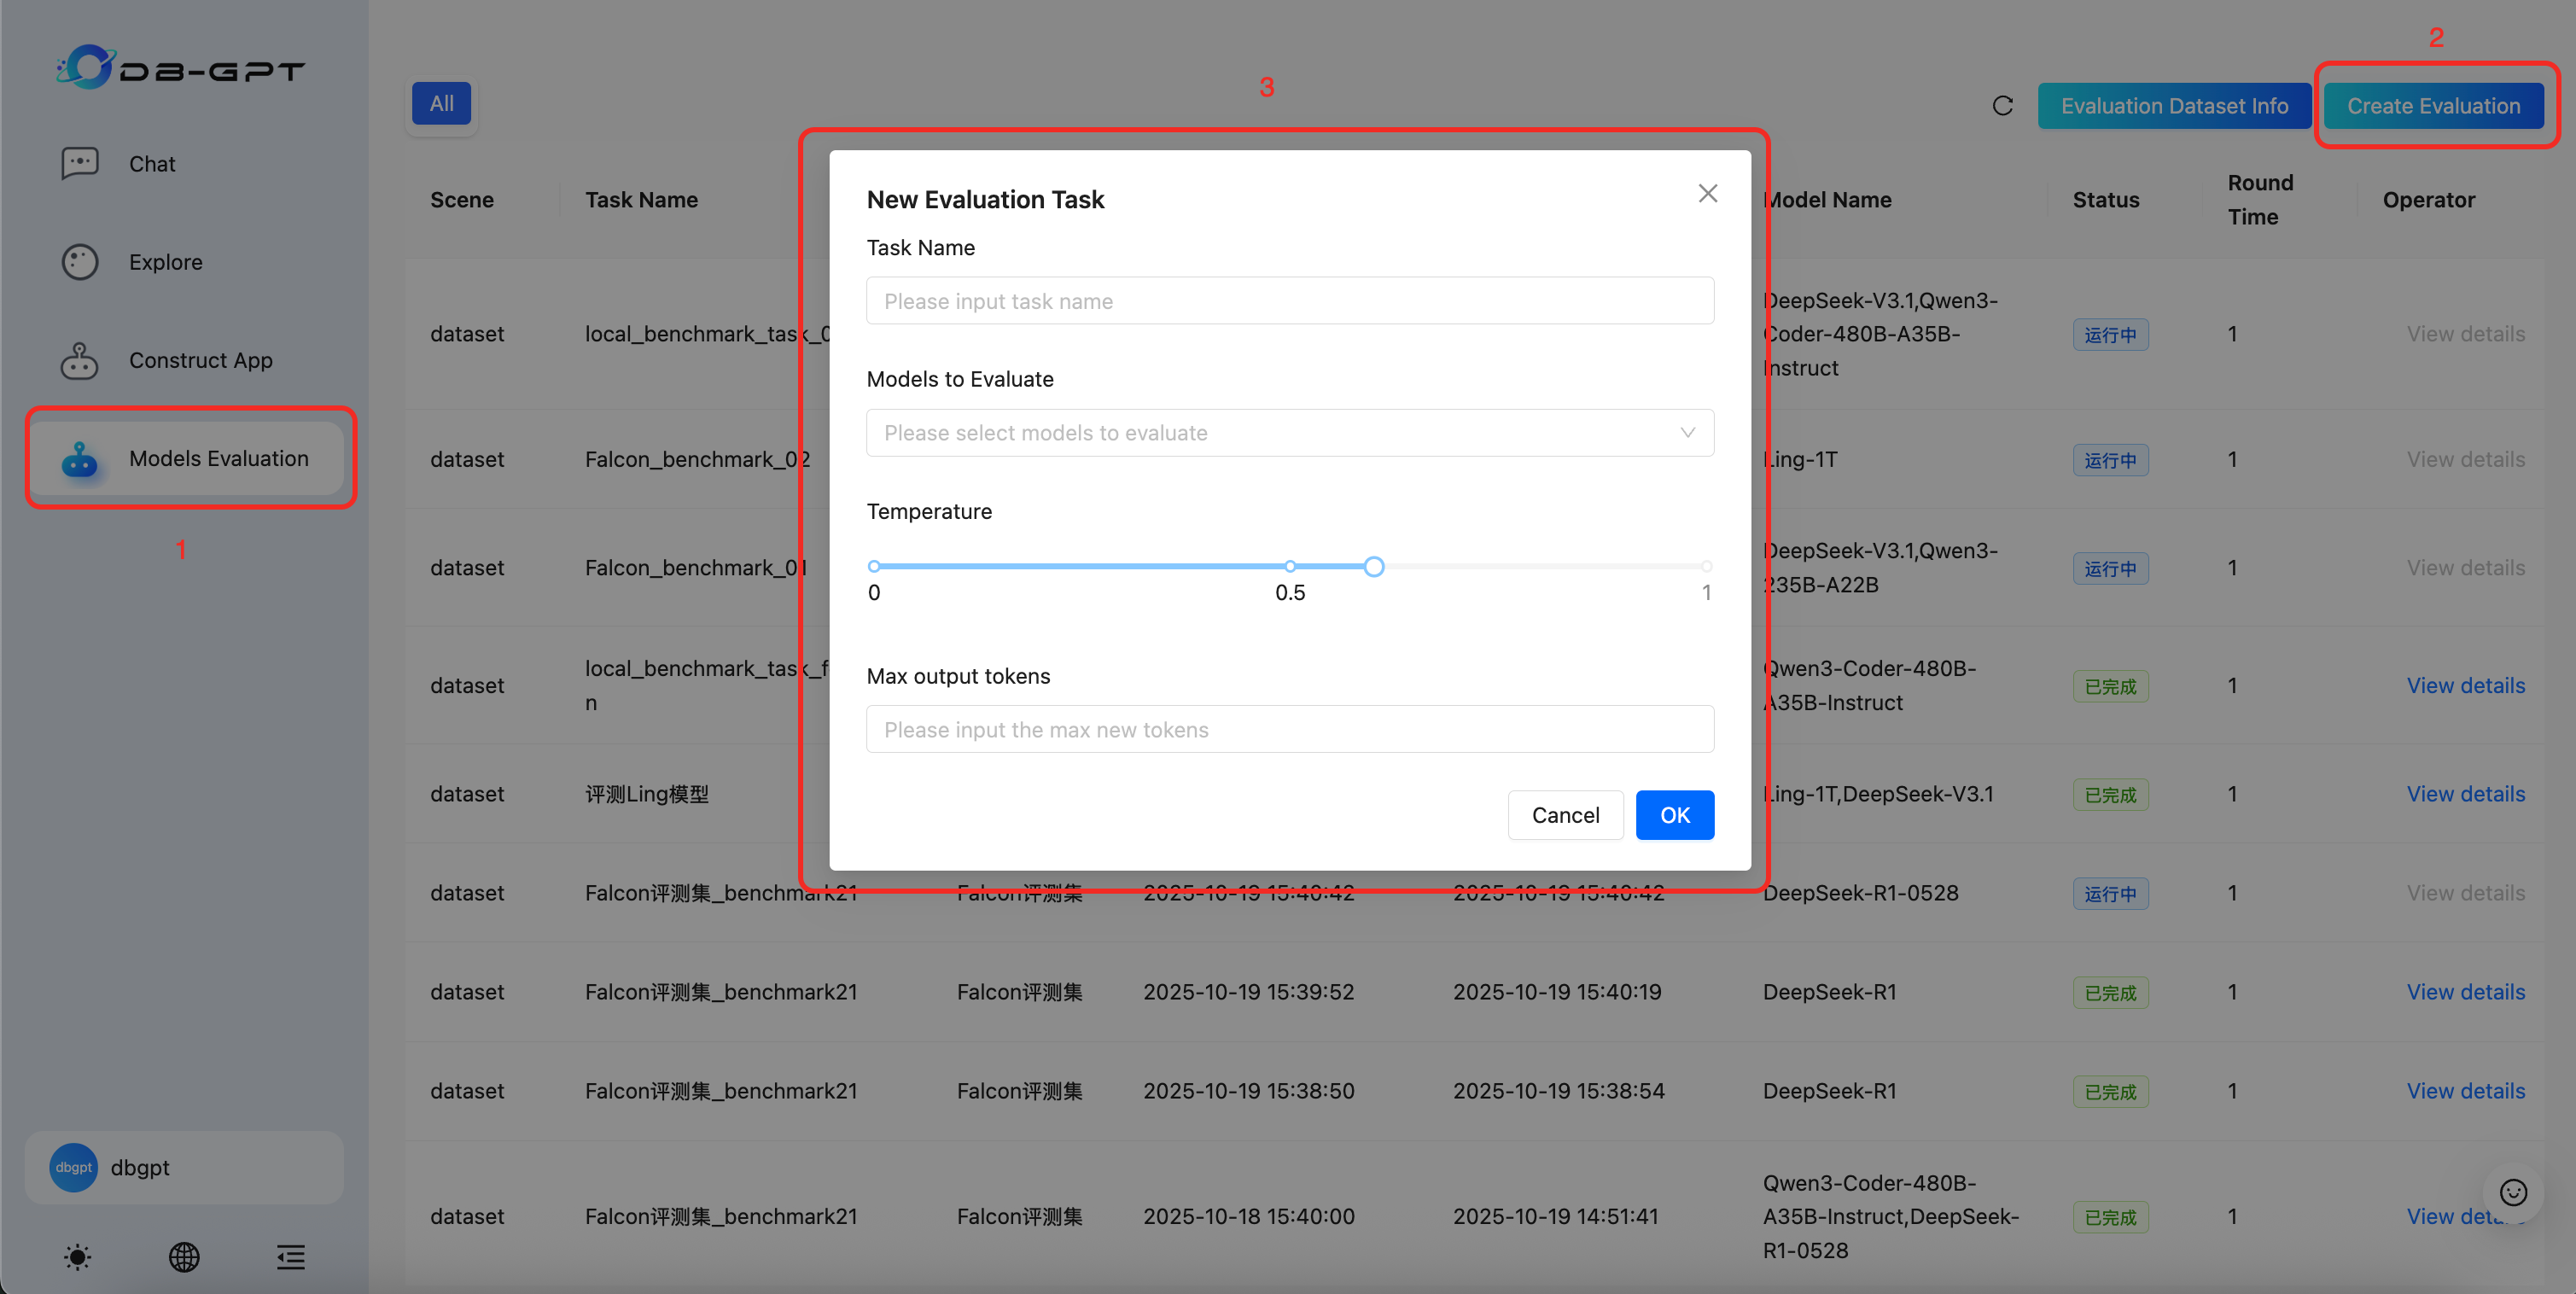 DB-GPT
Chat
Explore
Construct App
Models Evaluation
1
dbgpt
dbgpt
2
3
All
Evaluation Dataset Info
Create Evaluation
Scene
Task Name
Model Name
Status
Round
Time
Operator
dataset
local_benchmark_task_0
DeepSeek-V3.1,Qwen3-
Coder-480B-A35B-
Instruct
运行中
1
View details
dataset
Falcon_benchmark_02
Ling-1T
运行中
1
View details
dataset
Falcon_benchmark_01
DeepSeek-V3.1,Qwen3-
235B-A22B
运行中
1
View details
dataset
local_benchmark_task_f
n
Qwen3-Coder-480B-
A35B-Instruct
已完成
1
View details
dataset
评测Ling模型
Ling-1T,DeepSeek-V3.1
已完成
1
View details
dataset
Falcon评测集_benchmark21
Falcon评测集
2025-10-19 15:40:42
2025-10-19 15:40:42
DeepSeek-R1-0528
运行中
1
View details
dataset
Falcon评测集_benchmark21
Falcon评测集
2025-10-19 15:39:52
2025-10-19 15:40:19
DeepSeek-R1
已完成
1
View details
dataset
Falcon评测集_benchmark21
Falcon评测集
2025-10-19 15:38:50
2025-10-19 15:38:54
DeepSeek-R1
已完成
1
View details
dataset
Falcon评测集_benchmark21
Falcon评测集
2025-10-18 15:40:00
2025-10-19 14:51:41
Qwen3-Coder-480B-
A35B-Instruct,DeepSeek-
R1-0528
已完成
1
View details
New Evaluation Task
Task Name
Please input task name
Models to Evaluate
Please select models to evaluate
Temperature
0
0.5
1
Max output tokens
Please input the max new tokens
Cancel
OK